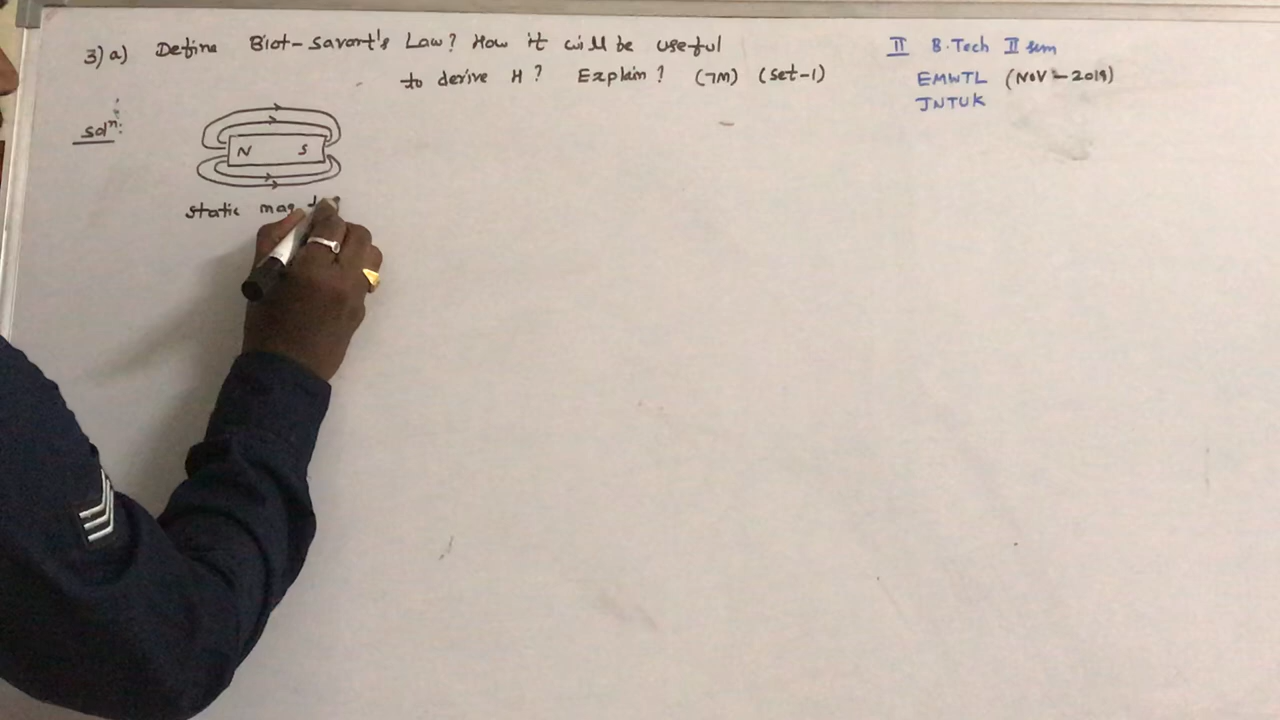 3) a) Define Biot-Savart's Law? How it will be useful
to derive H? Explain? (7M) (Set-1)
II B.Tech II Sem
EMWTL (NOV-2019)
JNTUK
Soln:
N S
static mag